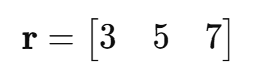 r = [3 5 7]